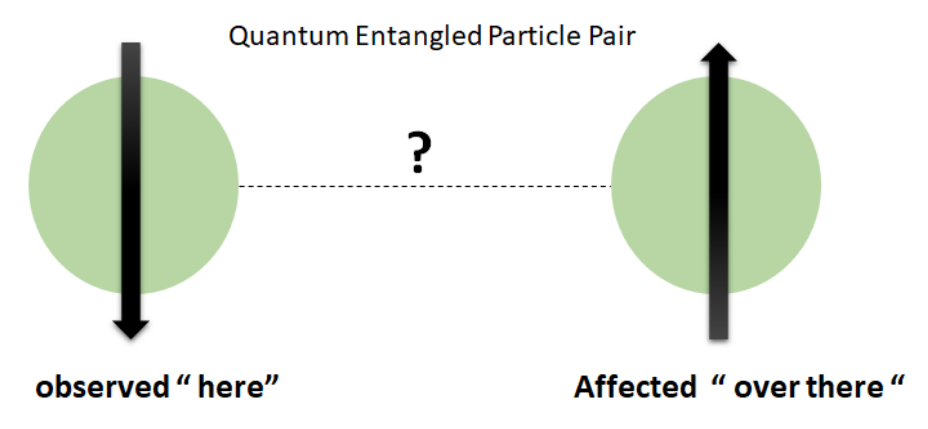 Quantum Entangled Particle Pair
?
observed “ here”
Affected “ over there “